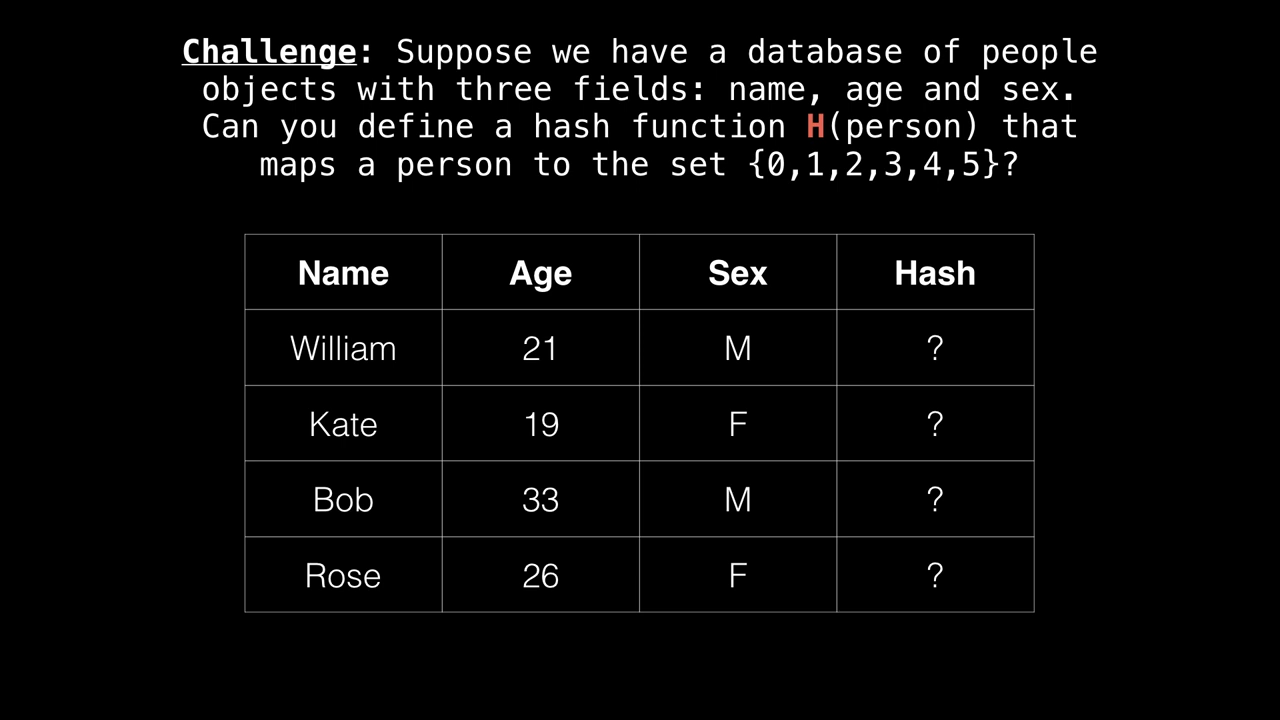 Challenge: Suppose we have a database of people
objects with three fields: name, age and sex.
Can you define a hash function H(person) that
maps a person to the set {0,1,2,3,4,5}?
Name Age Sex Hash
William 21 M ?
Kate 19 F ?
Bob 33 M ?
Rose 26 F ?